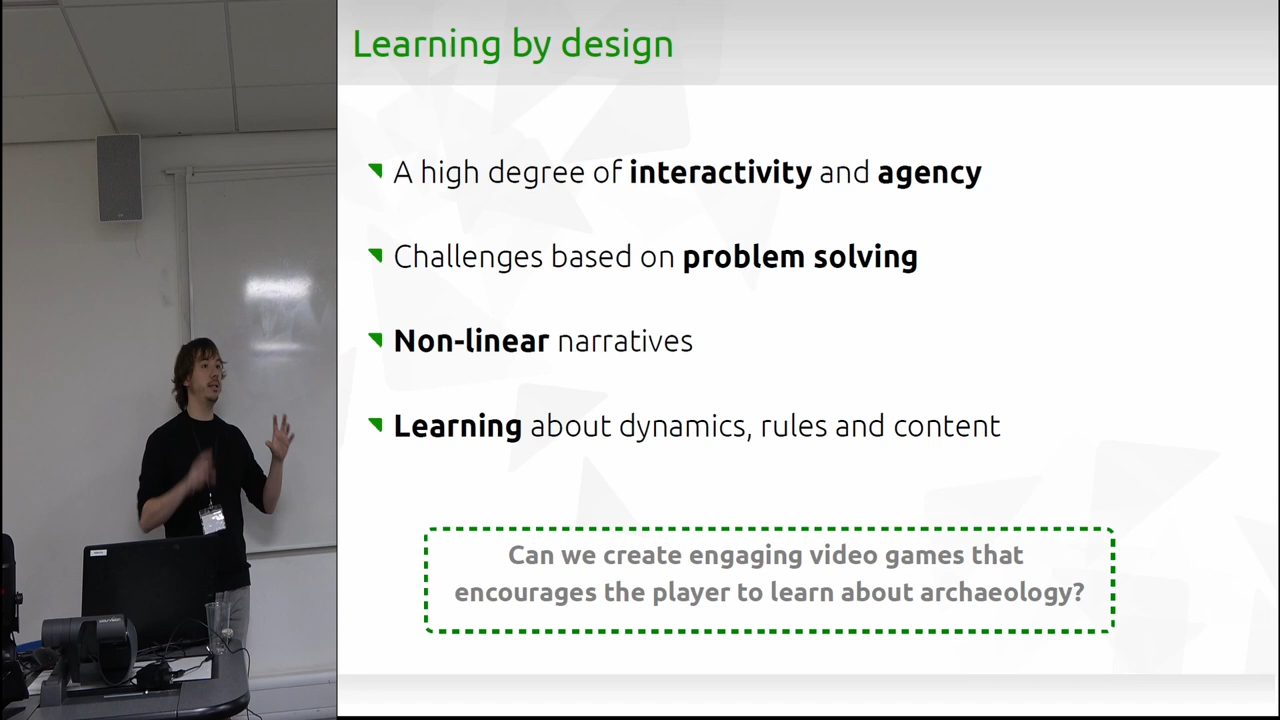 Learning by design
A high degree of interactivity and agency
Challenges based on problem solving
Non-linear narratives
Learning about dynamics, rules and content
Can we create engaging video games that
encourages the player to learn about archaeology?